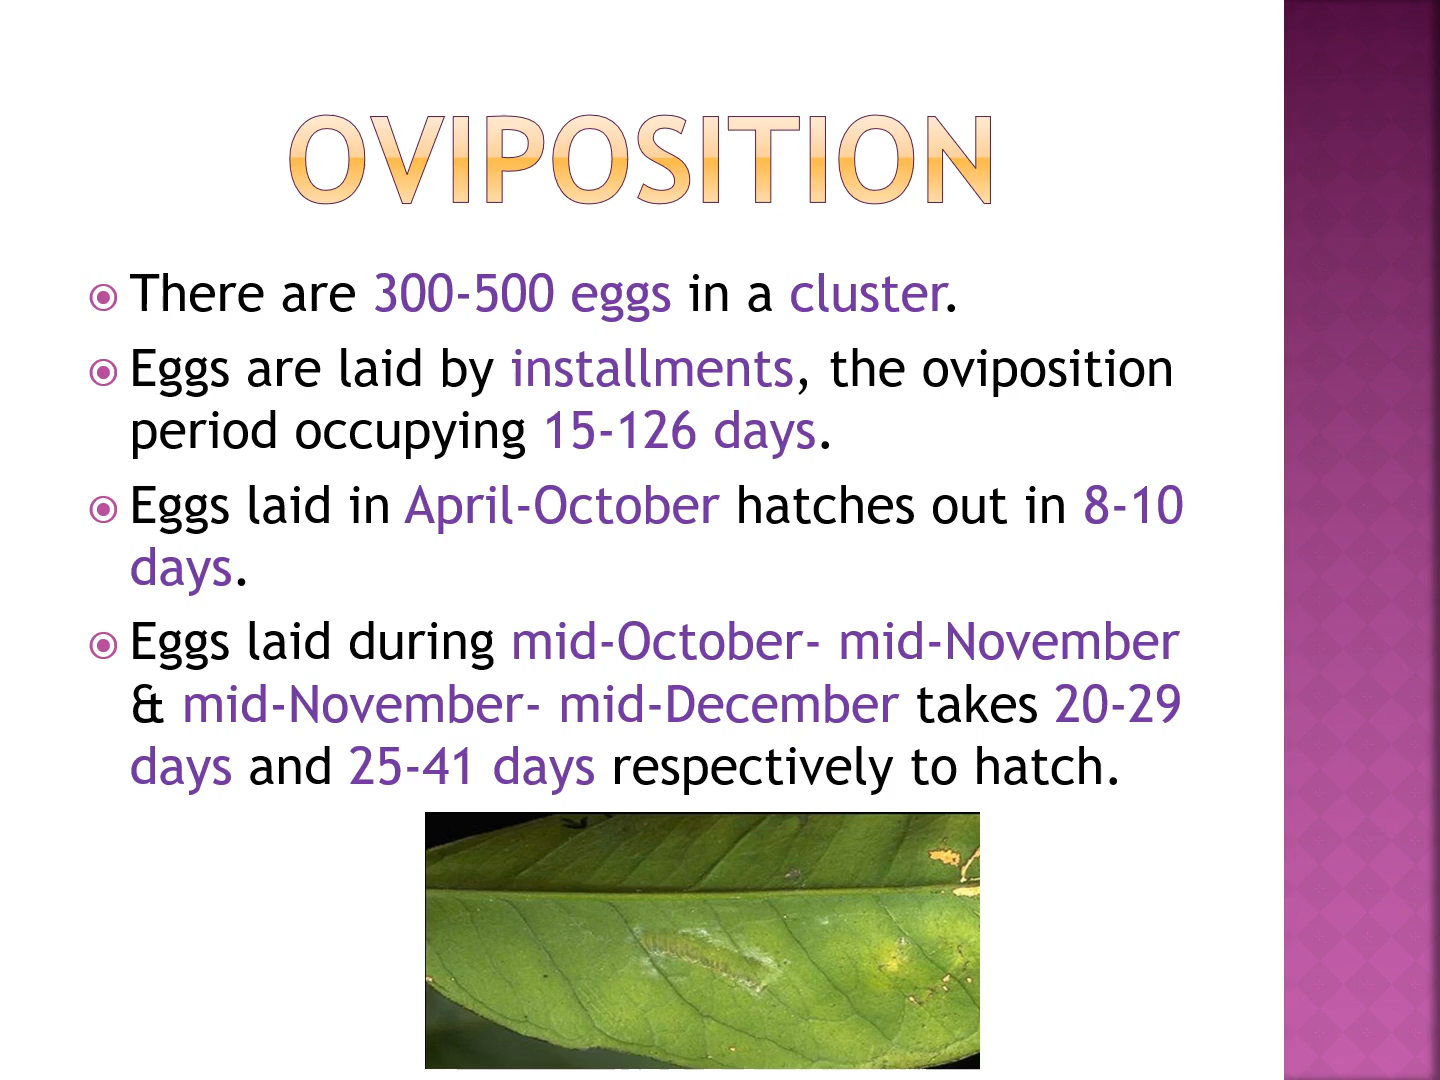 OVIPOSITION
There are 300-500 eggs in a cluster.
Eggs are laid by installments, the oviposition
period occupying 15-126 days.
Eggs laid in April-October hatches out in 8-10
days.
Eggs laid during mid-October- mid-November
& mid-November- mid-December takes 20-29
days and 25-41 days respectively to hatch.